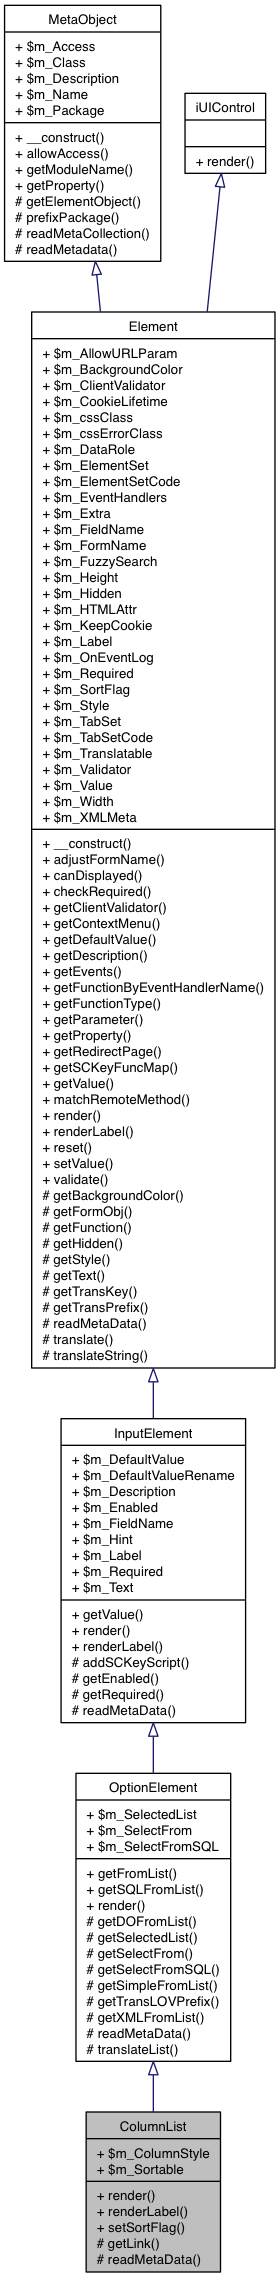 MetaObject
+ $m_Access
+ $m_Class
+ $m_Description
+ $m_Name
+ $m_Package
+ __construct()
+ allowAccess()
+ getModuleName()
+ getProperty()
# getElementObject()
# prefixPackage()
# readMetaCollection()
# readMetadata()
iUIControl
+ render()
Element
+ $m_AllowURLParam
+ $m_BackgroundColor
+ $m_ClientValidator
+ $m_CookieLifetime
+ $m_cssClass
+ $m_cssErrorClass
+ $m_DataRole
+ $m_ElementSet
+ $m_ElementSetCode
+ $m_EventHandlers
+ $m_Extra
+ $m_FieldName
+ $m_FormName
+ $m_FuzzySearch
+ $m_Height
+ $m_Hidden
+ $m_HTMLAttr
+ $m_KeepCookie
+ $m_Label
+ $m_OnEventLog
+ $m_Required
+ $m_SortFlag
+ $m_Style
+ $m_TabSet
+ $m_TabSetCode
+ $m_Translatable
+ $m_Validator
+ $m_Value
+ $m_Width
+ $m_XMLMeta
+ __construct()
+ adjustFormName()
+ canDisplayed()
+ checkRequired()
+ getClientValidator()
+ getContextMenu()
+ getDefaultValue()
+ getDescription()
+ getEvents()
+ getFunctionByEventHandlerName()
+ getFunctionType()
+ getParameter()
+ getProperty()
+ getRedirectPage()
+ getSCKeyFuncMap()
+ getValue()
+ matchRemoteMethod()
+ render()
+ renderLabel()
+ reset()
+ setValue()
+ validate()
# getBackgroundColor()
# getFormObj()
# getFunction()
# getHidden()
# getStyle()
# getText()
# getTransKey()
# getTransPrefix()
# readMetaData()
# translate()
# translateString()
InputElement
+ $m_DefaultValue
+ $m_DefaultValueRename
+ $m_Description
+ $m_Enabled
+ $m_FieldName
+ $m_Hint
+ $m_Label
+ $m_Required
+ $m_Text
+ getValue()
+ render()
+ renderLabel()
# addSCKeyScript()
# getEnabled()
# getRequired()
# readMetaData()
OptionElement
+ $m_SelectedList
+ $m_SelectFrom
+ $m_SelectFromSQL
+ getFromList()
+ getSQLFromList()
+ render()
# getDOFromList()
# getSelectedList()
# getSelectFrom()
# getSelectFromSQL()
# getSimpleFromList()
# getTransLOVPrefix()
# getXMLFromList()
# readMetaData()
# translateList()
ColumnList
+ $m_ColumnStyle
+ $m_Sortable
+ render()
+ renderLabel()
+ setSortFlag()
# getLink()
# readMetaData()